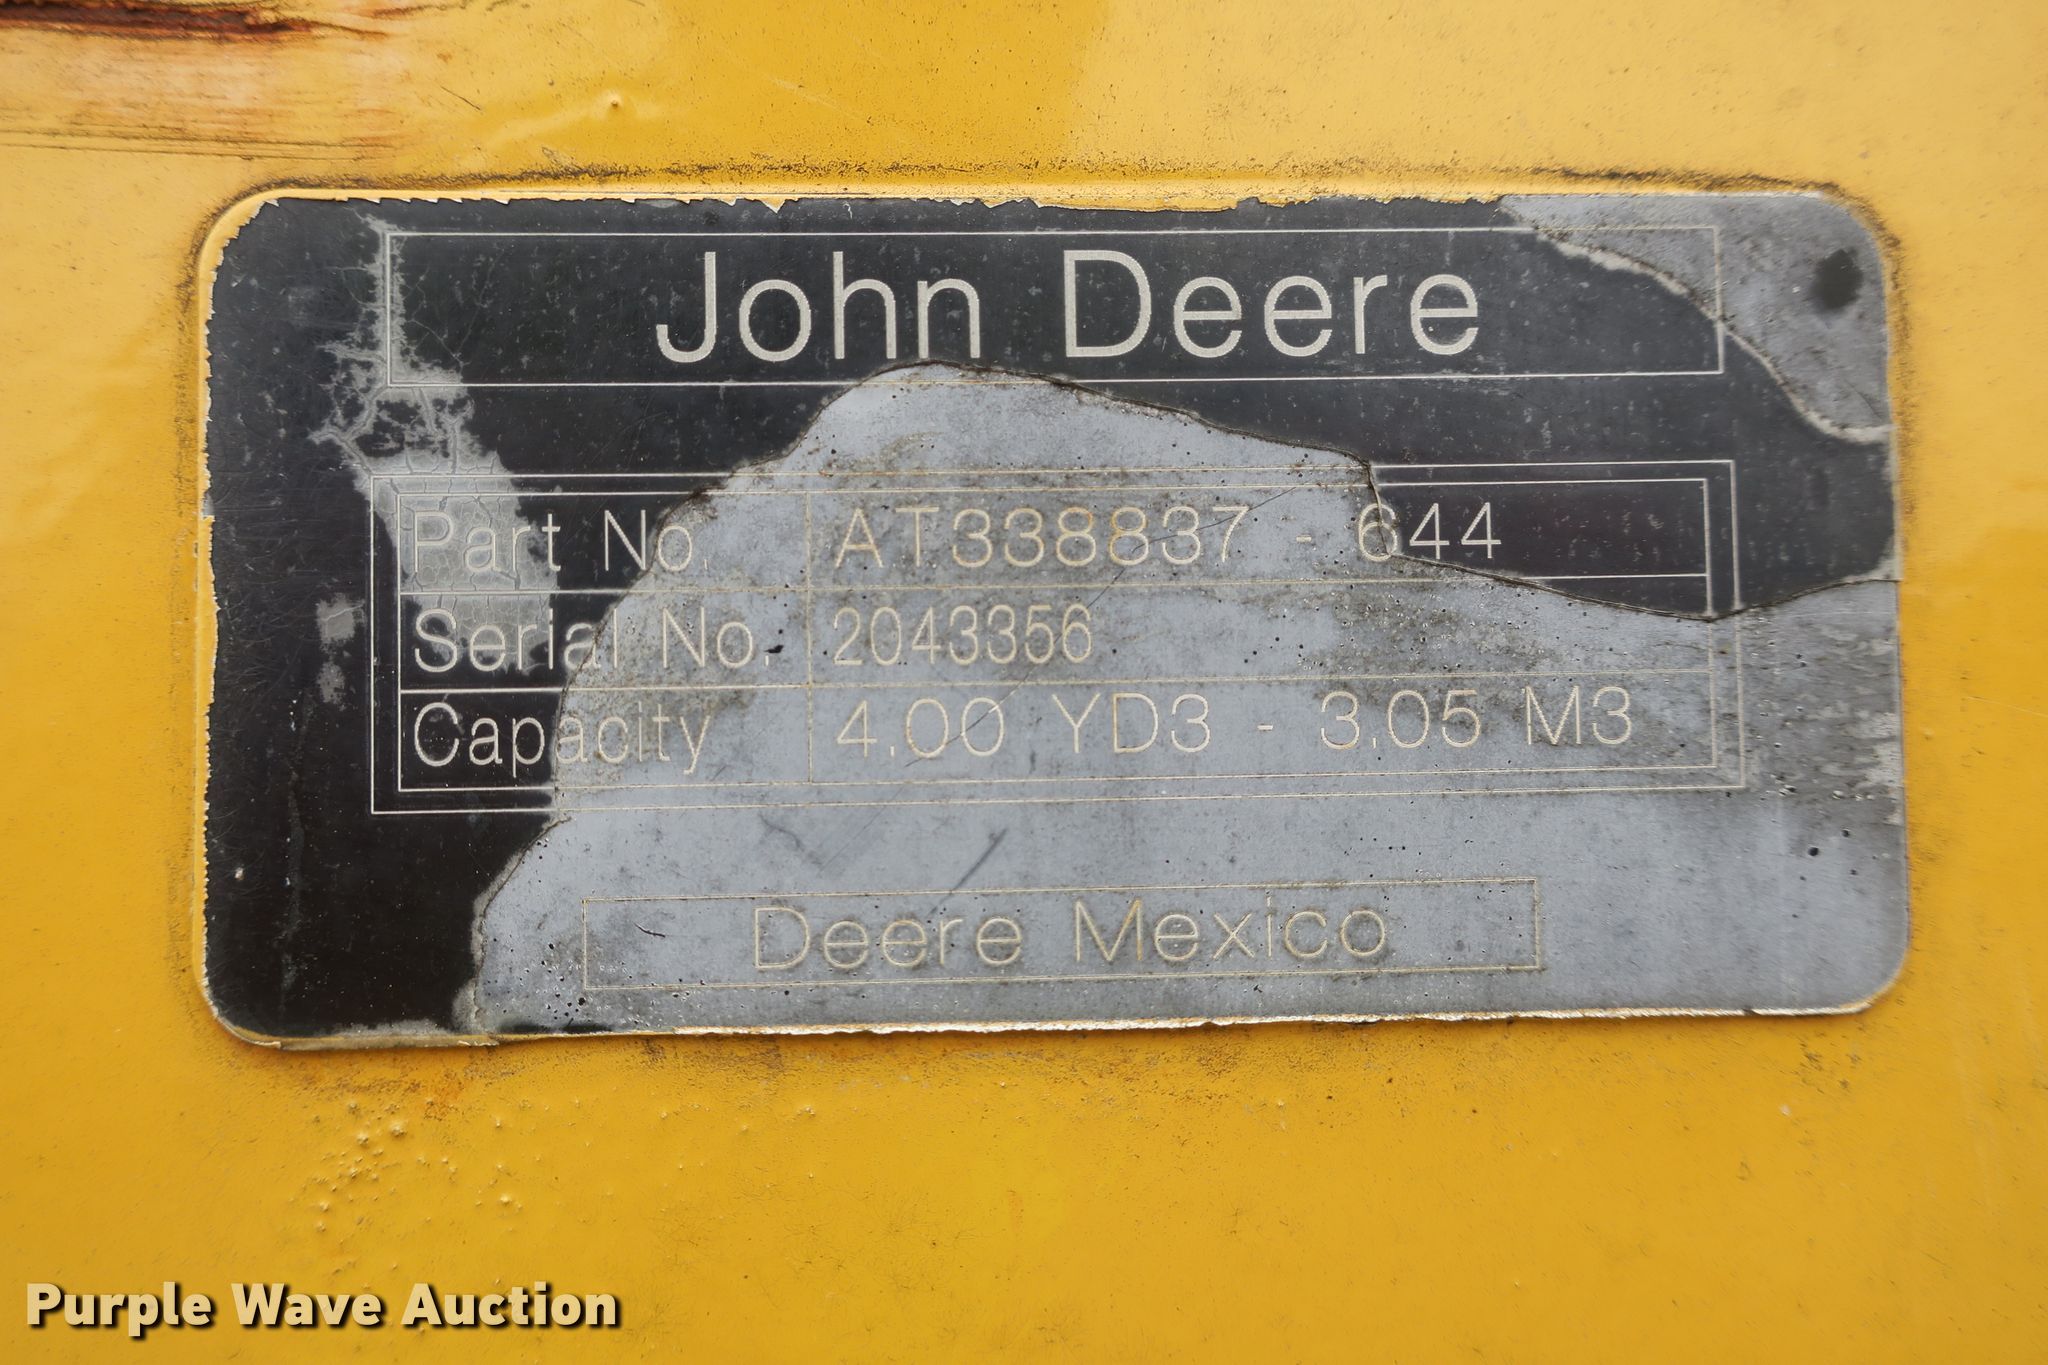 John Deere
Part No. AT338837 - 644
Serial No. 2043356
Capacity 4.00 YD3 - 3.05 M3
Deere Mexico
Purple Wave Auction